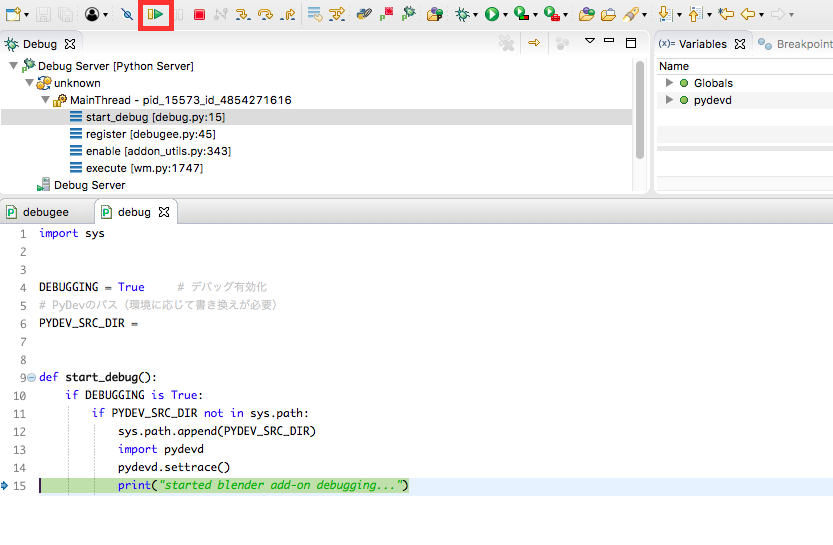 Debug
Debug Server [Python Server]
unknown
MainThread - pid_15573_id_4854271616
start_debug [debug.py:15]
register [debugee.py:45]
enable [addon_utils.py:343]
execute [wm.py:1747]
Debug Server
(x)= Variables
Breakpoint
Name
Globals
pydevd
debugee
debug
1 import sys
2
3
4 DEBUGGING = True # デバッグ有効化
5 # PyDevのパス（環境に応じて書き換えが必要）
6 PYDEV_SRC_DIR =
7
8
9 def start_debug():
10 if DEBUGGING is True:
11 if PYDEV_SRC_DIR not in sys.path:
12 sys.path.append(PYDEV_SRC_DIR)
13 import pydevd
14 pydevd.settrace()
15 print("started blender add-on debugging...")